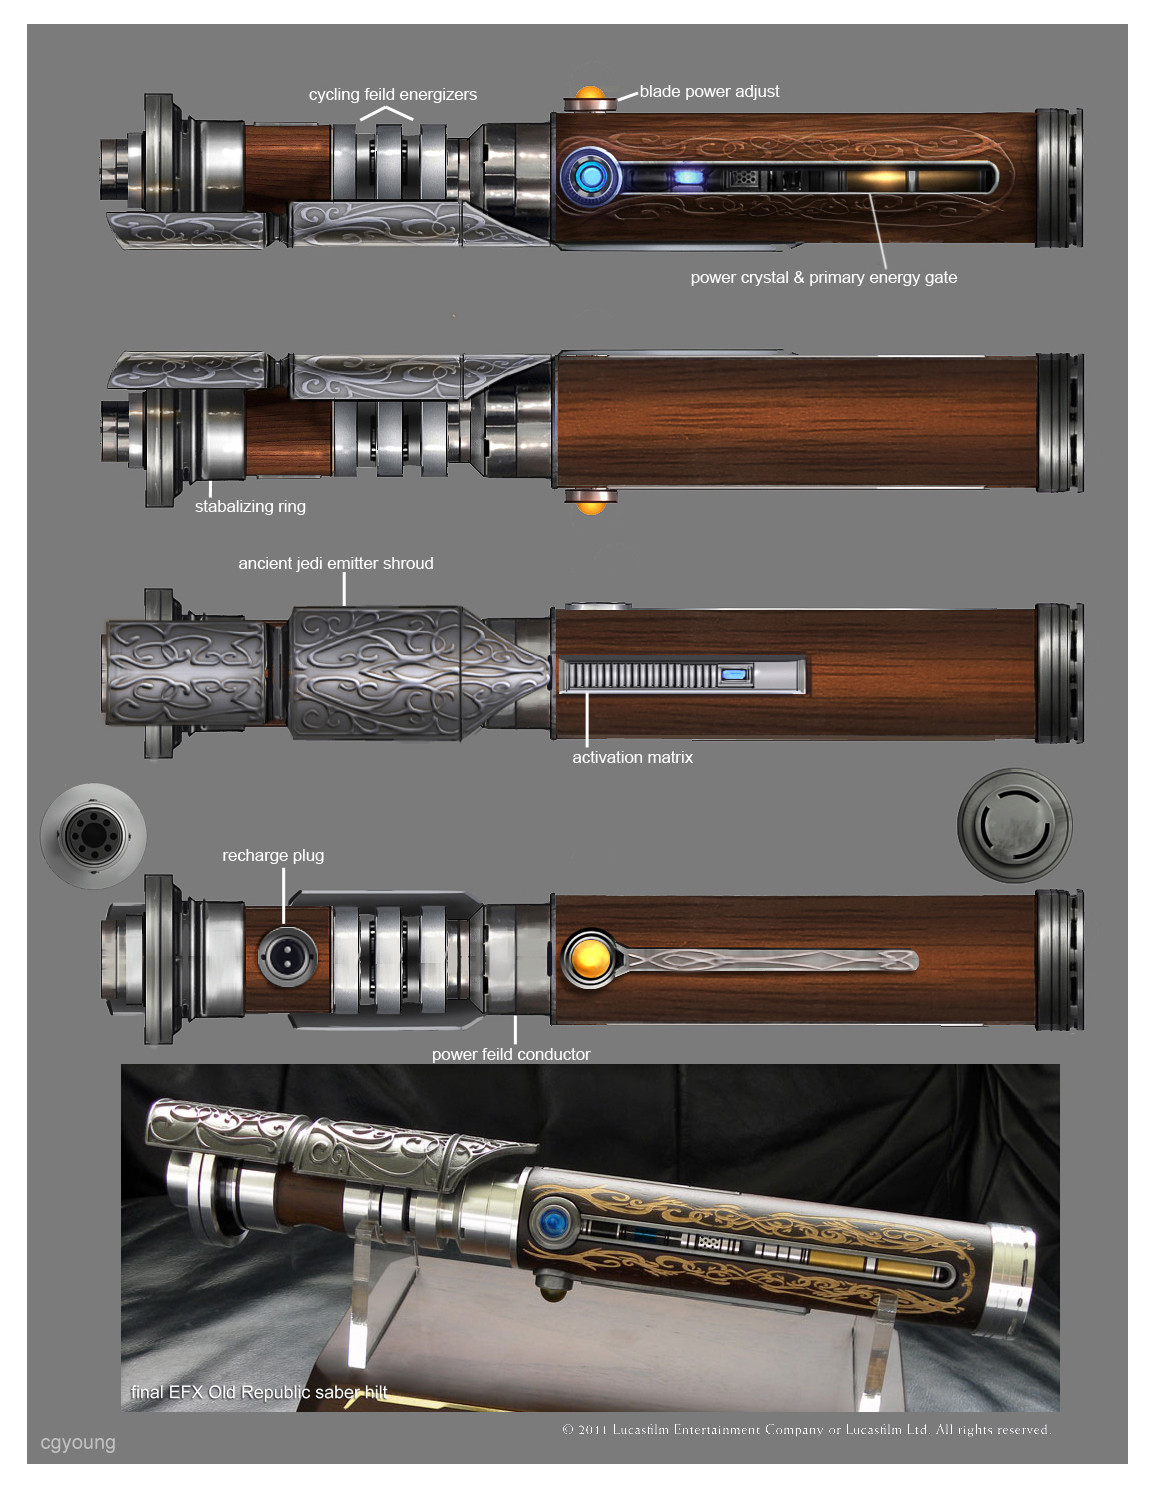 cycling feild energizers
blade power adjust
power crystal & primary energy gate
stabalizing ring
ancient jedi emitter shroud
activation matrix
recharge plug
power feild conductor
final EFX Old Republic saber hilt
© 2011 Lucasfilm Entertainment Company or Lucasfilm Ltd. All rights reserved.
cgyoung